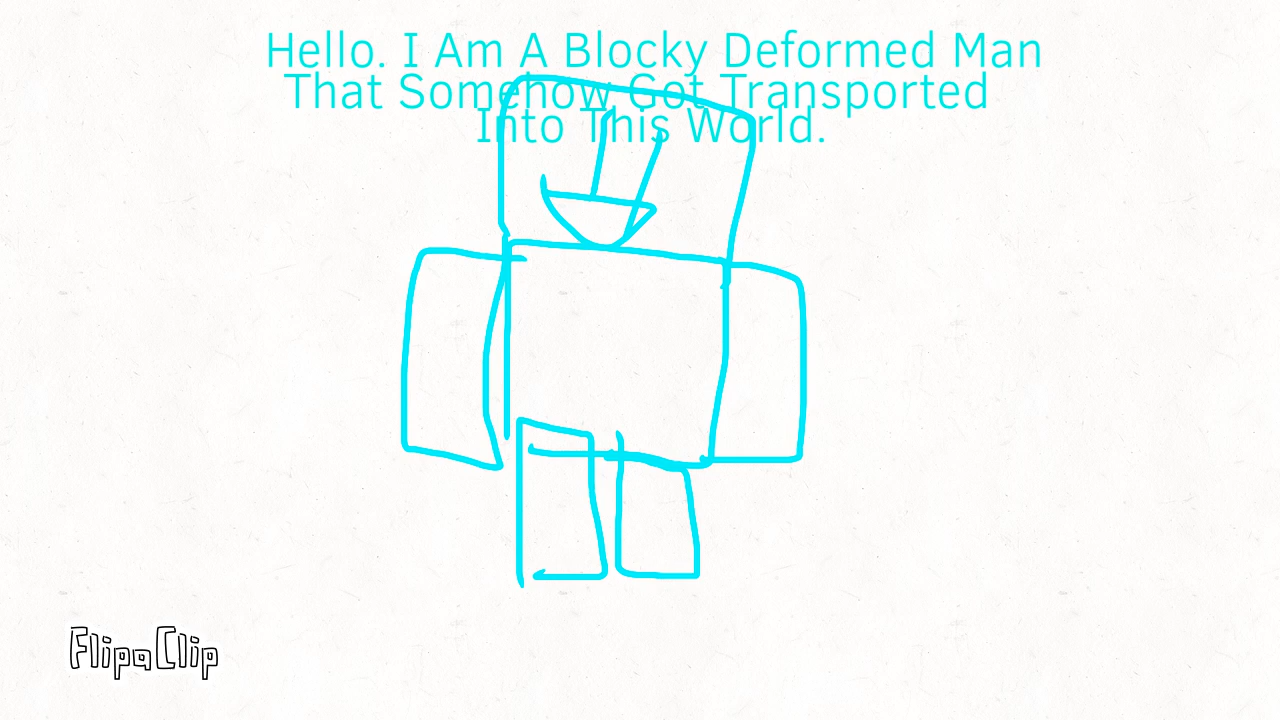 Hello. I Am A Blocky Deformed Man
That Somehow Got Transported
Into This World.
FlipaClip